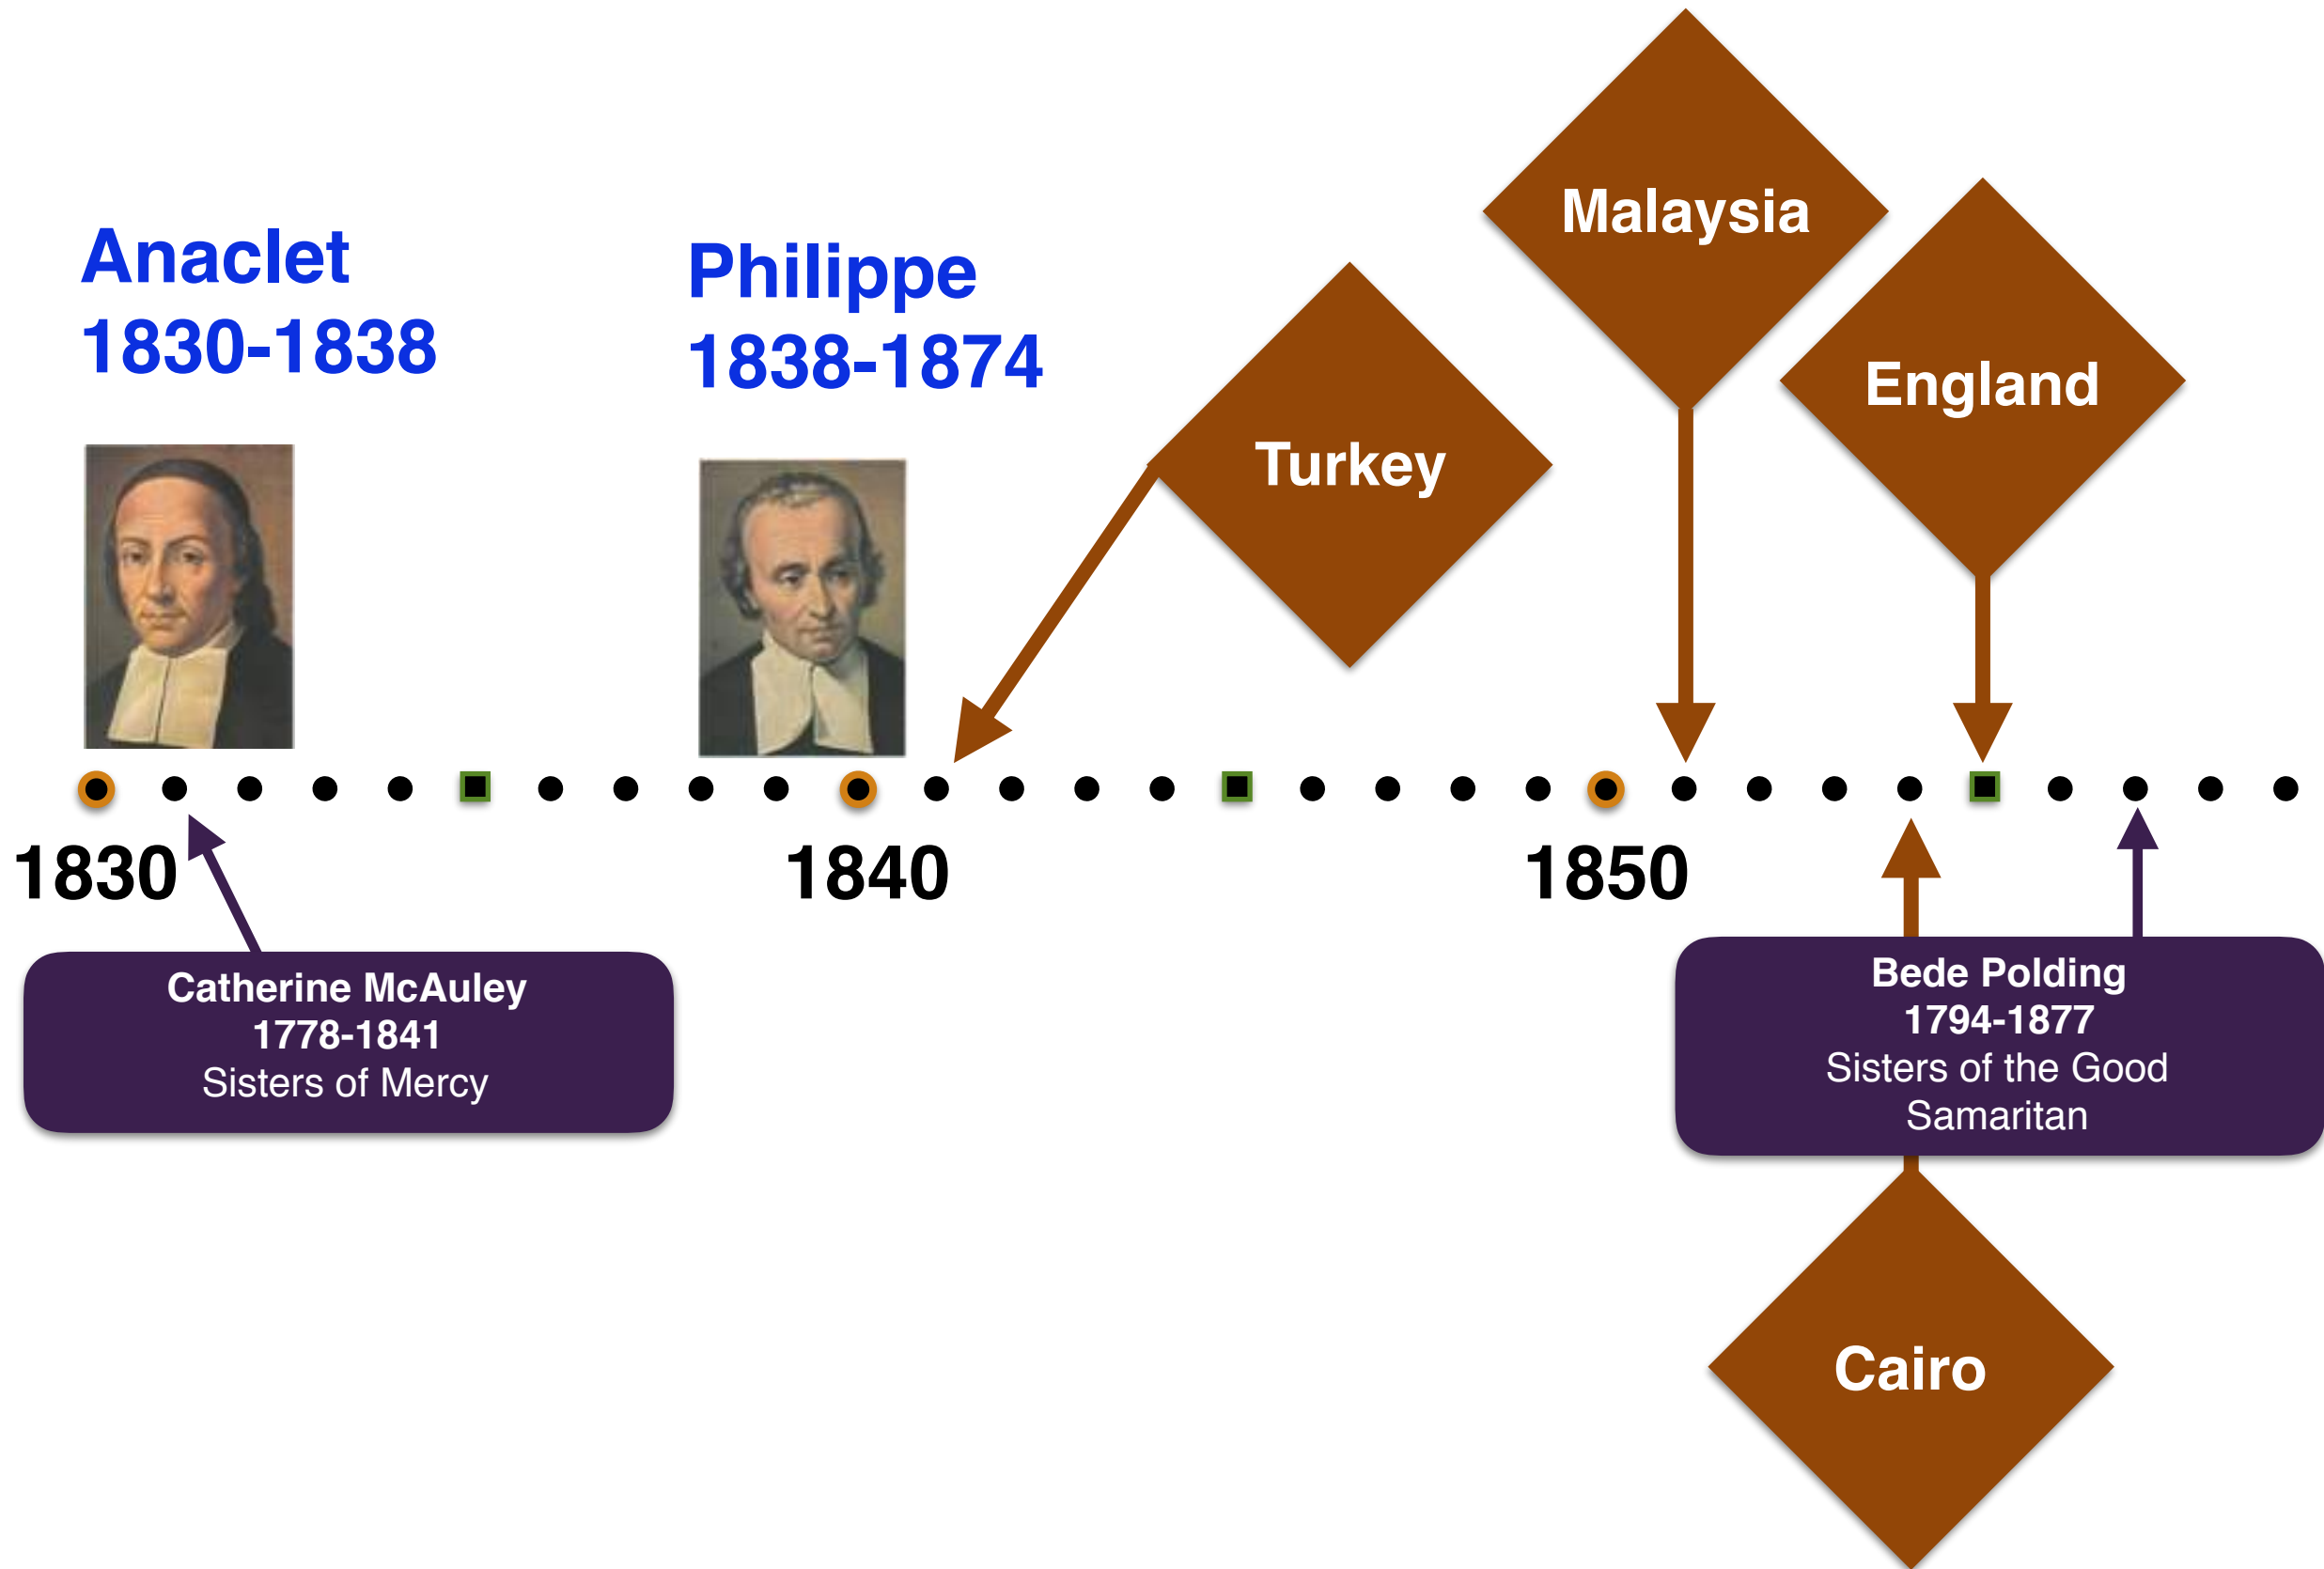 Anaclet
1830-1838
Philippe
1838-1874
Turkey
Malaysia
England
1830
1840
1850
Catherine McAuley
1778-1841
Sisters of Mercy
Bede Polding
1794-1877
Sisters of the Good
Samaritan
Cairo